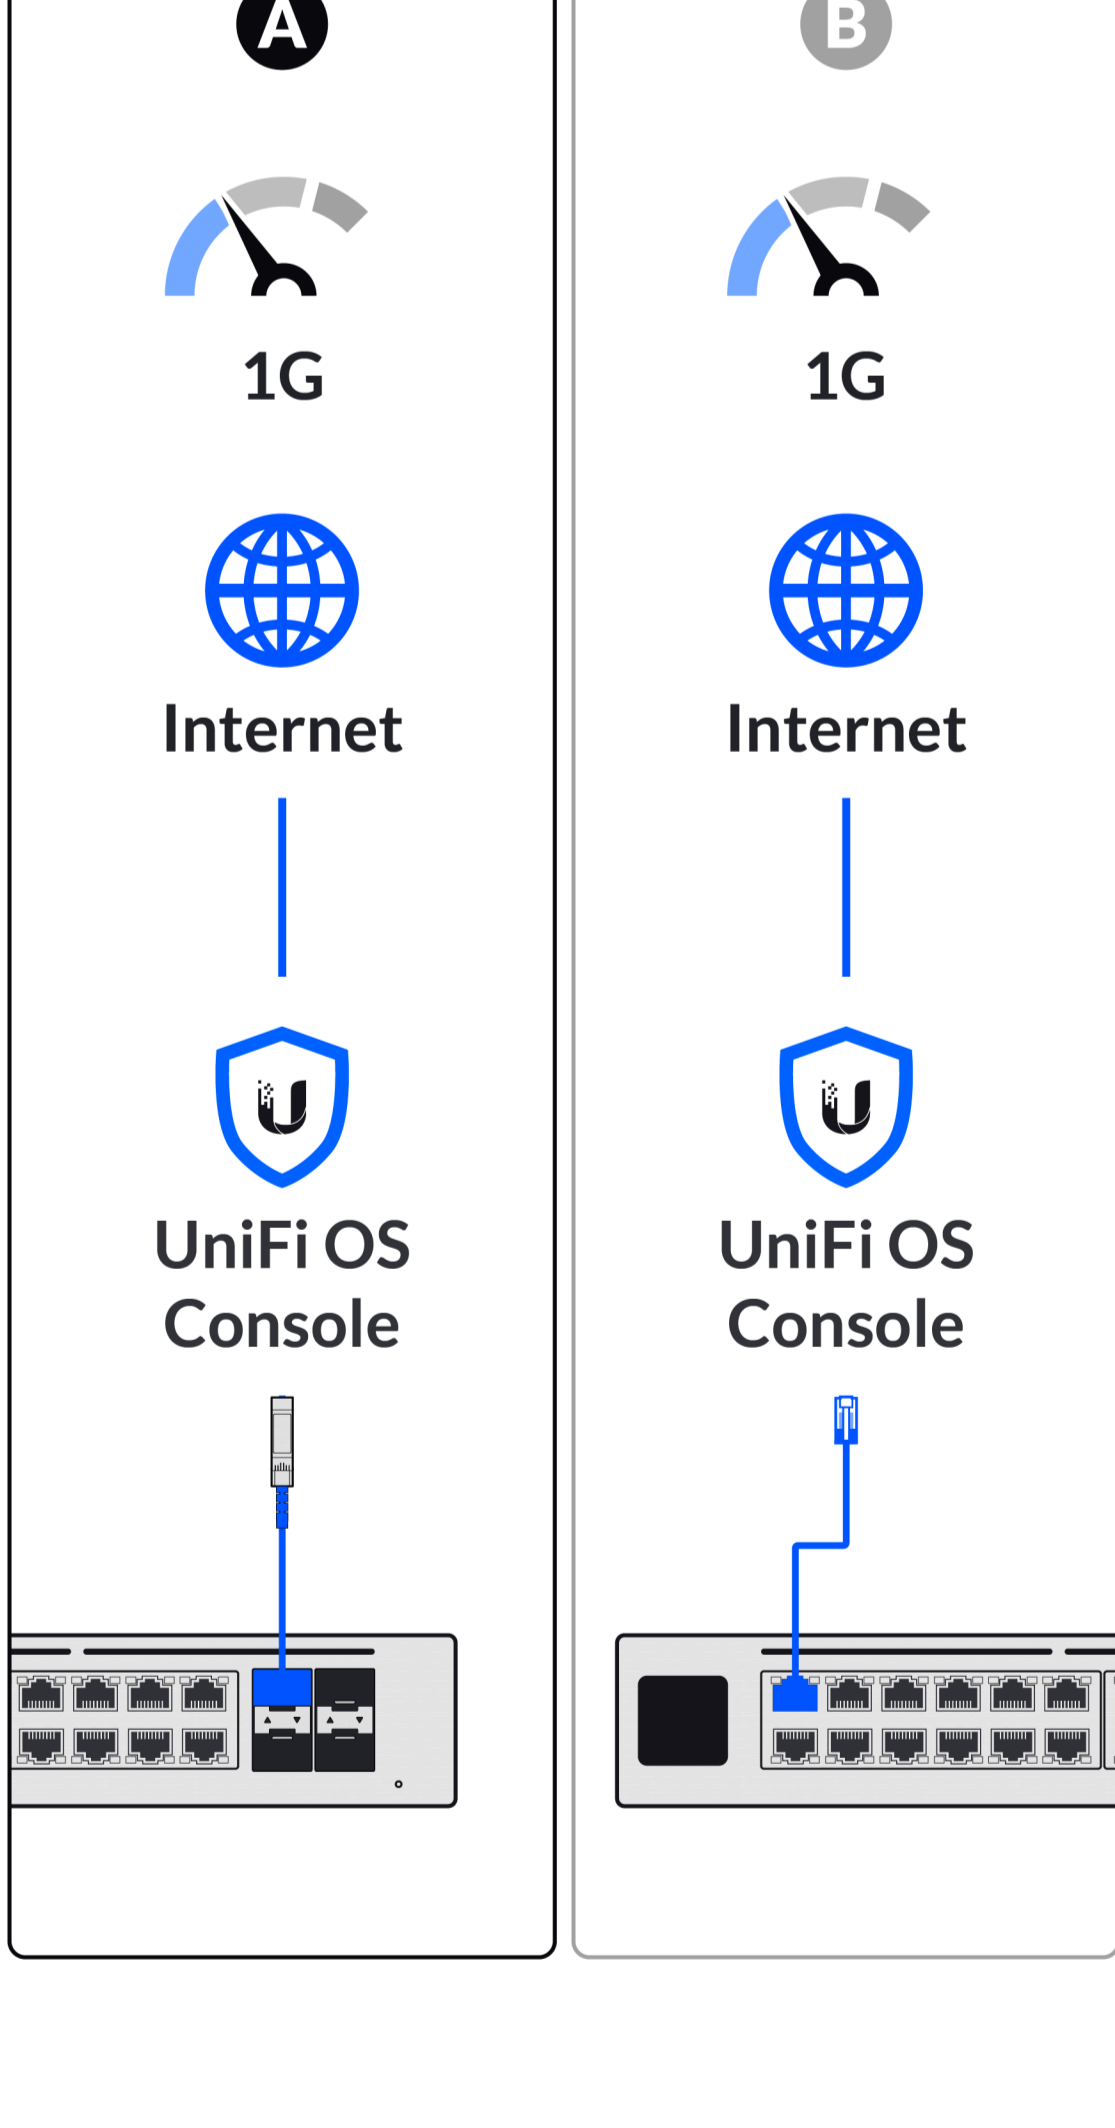 A
1G
Internet
UniFi OS
Console
B
1G
Internet
UniFi OS
Console